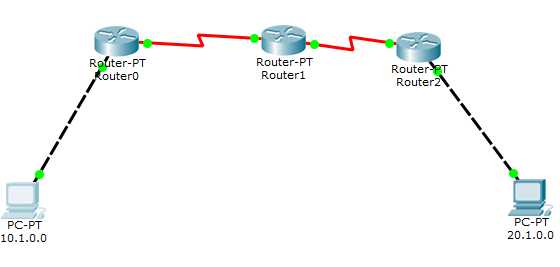 Router-PT
Router0
Router-PT
Router1
Router-PT
Router2
PC-PT
10.1.0.0
PC-PT
20.1.0.0